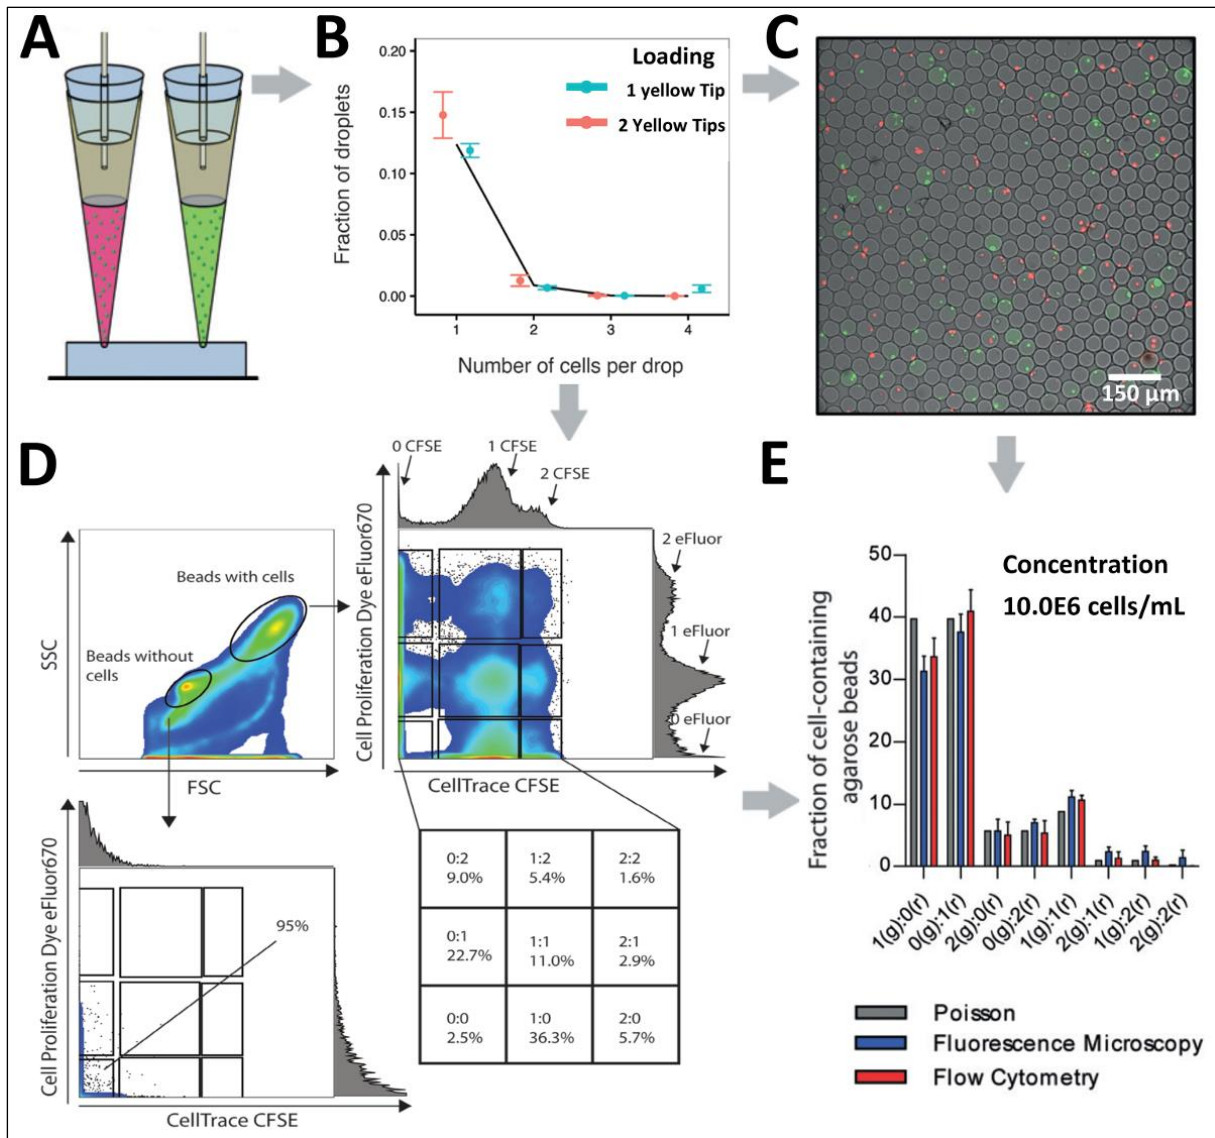 A
B
Loading
1 yellow Tip
2 Yellow Tips
Fraction of droplets
0.20
0.15
0.10
0.05
0.00
1 2 3 4
Number of cells per drop
C
150 µm
D
SSC
FSC
Beads with cells
Beads without
cells
Cell Proliferation Dye eFluor670
CellTrace CFSE
0 CFSE
1 CFSE
2 CFSE
2 eFluor
1 eFluor
0 eFluor
Cell Proliferation Dye eFluor670
CellTrace CFSE
95%
0:2 1:2 2:2
9.0% 5.4% 1.6%
0:1 1:1 2:1
22.7% 11.0% 2.9%
0:0 1:0 2:0
2.5% 36.3% 5.7%
E
Concentration
10.0E6 cells/mL
Fraction of cell-containing
agarose beads
50
40
30
20
10
0
1(g):0(r)
0(g):1(r)
2(g):0(r)
0(g):2(r)
1(g):1(r)
2(g):1(r)
1(g):2(r)
2(g):2(r)
Poisson
Fluorescence Microscopy
Flow Cytometry